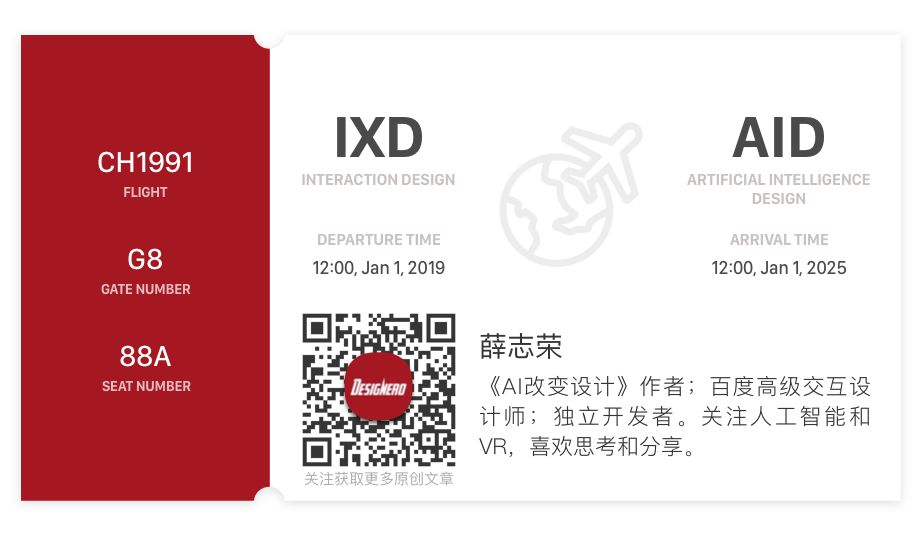 CH1991
FLIGHT
G8
GATE NUMBER
88A
SEAT NUMBER
IXD
INTERACTION DESIGN
DEPARTURE TIME
12:00, Jan 1, 2019
AID
ARTIFICIAL INTELLIGENCE
DESIGN
ARRIVAL TIME
12:00, Jan 1, 2025
DESIGNERD
关注获取更多原创文章
薛志荣
《AI改变设计》作者；百度高级交互设
计师；独立开发者。关注人工智能和
VR，喜欢思考和分享。